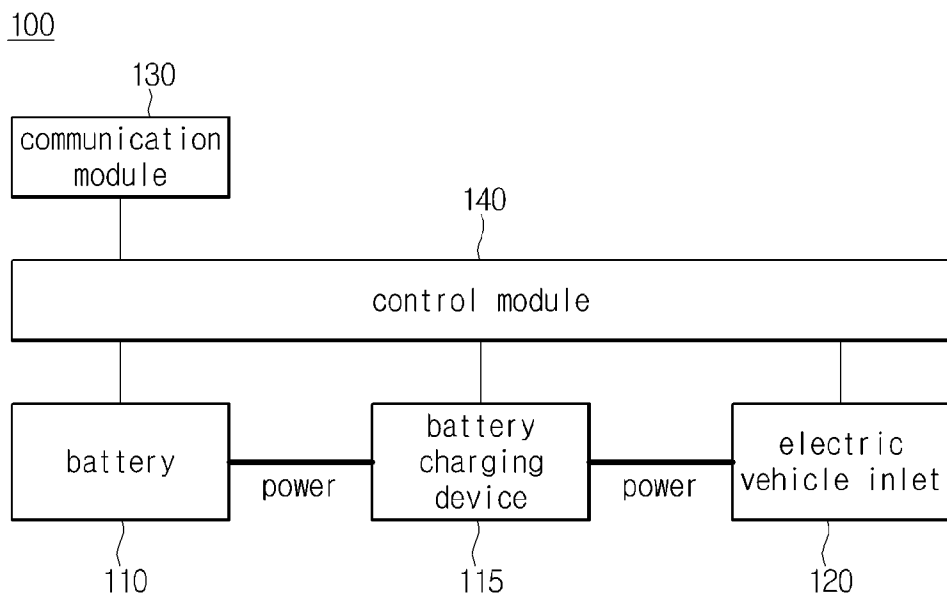 100
130
communication
module
140
control module
battery
power
battery
charging
device
power
electric
vehicle inlet
110
115
120